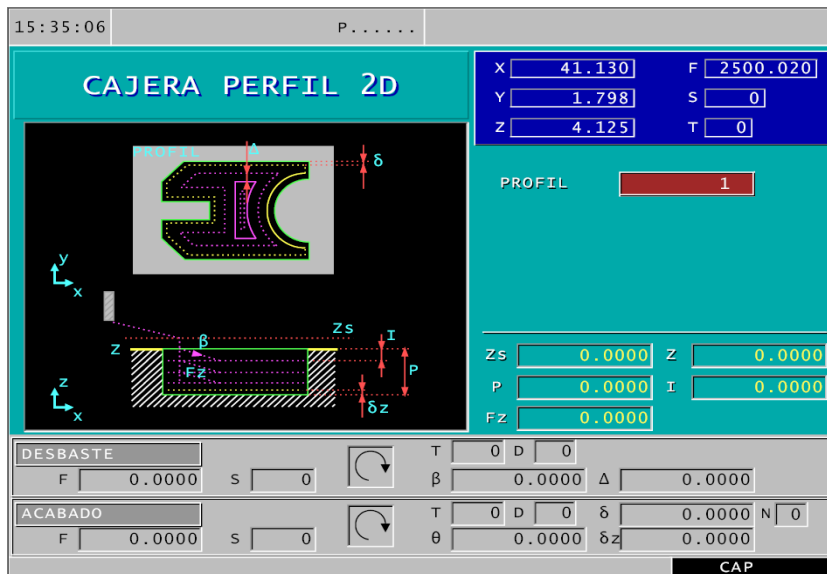 15:35:06 P......
CAJERA PERFIL 2D
X 41.130 F 2500.020
Y 1.798 S 0
Z 4.125 T 0
PROFIL Δ δ
y
x
Zs I
Z β
Fz P
z
x δz
PROFIL 1
Zs 0.0000 Z 0.0000
P 0.0000 I 0.0000
Fz 0.0000
DESBASTE T 0 D 0
F 0.0000 S 0 β 0.0000 Δ 0.0000
ACABADO T 0 D 0 δ 0.0000 N 0
F 0.0000 S 0 θ 0.0000 δz 0.0000
CAP